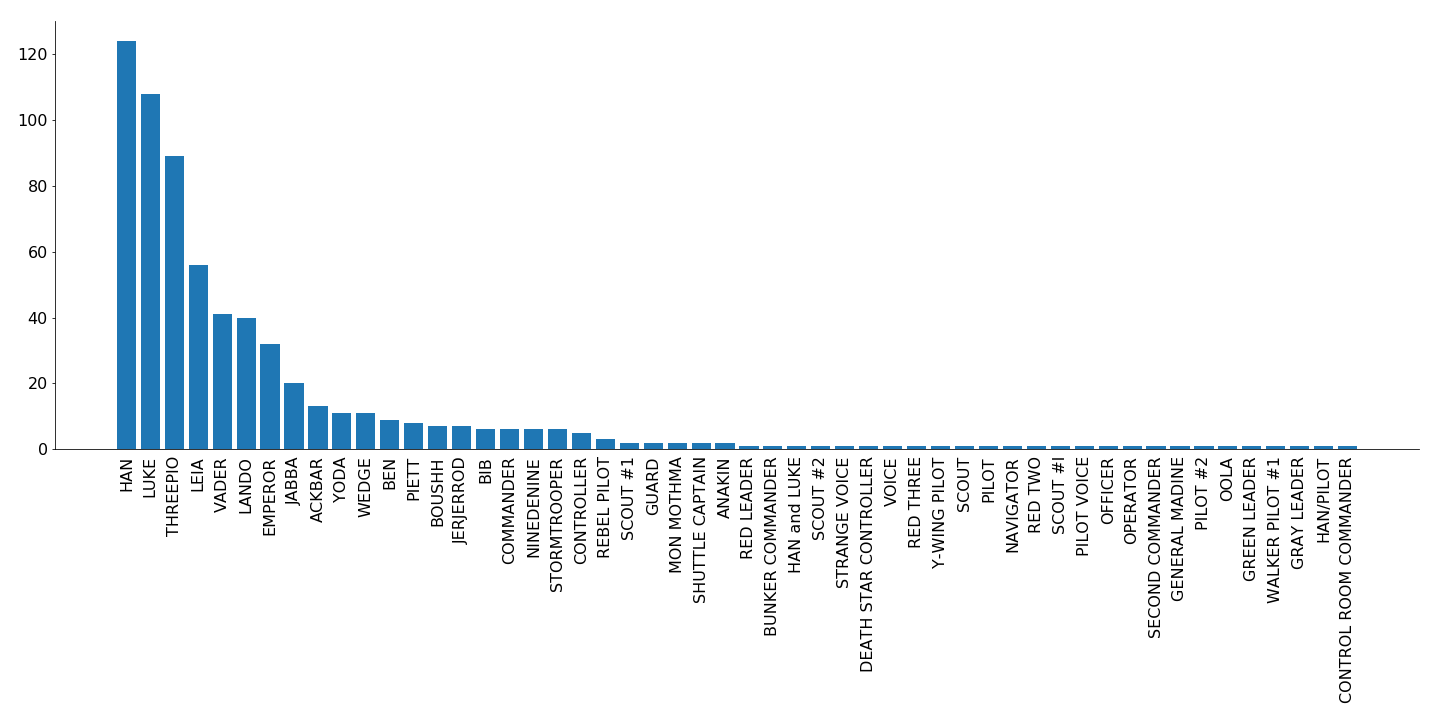 120
100
80
60
40
20
0
HAN
LUKE
THREEPIO
LEIA
VADER
LANDO
EMPEROR
JABBA
ACKBAR
YODA
WEDGE
BEN
PIETT
BOUSHH
JERJERROD
BIB
COMMANDER
NINEDENINE
STORMTROOPER
CONTROLLER
REBEL PILOT
SCOUT #1
GUARD
MON MOTHMA
SHUTTLE CAPTAIN
ANAKIN
RED LEADER
BUNKER COMMANDER
HAN and LUKE
SCOUT #2
STRANGE VOICE
DEATH STAR CONTROLLER
VOICE
RED THREE
Y-WING PILOT
SCOUT
PILOT
NAVIGATOR
RED TWO
SCOUT #I
PILOT VOICE
OFFICER
OPERATOR
SECOND COMMANDER
GENERAL MADINE
PILOT #2
OOLA
GREEN LEADER
WALKER PILOT #1
GRAY LEADER
HAN/PILOT
CONTROL ROOM COMMANDER